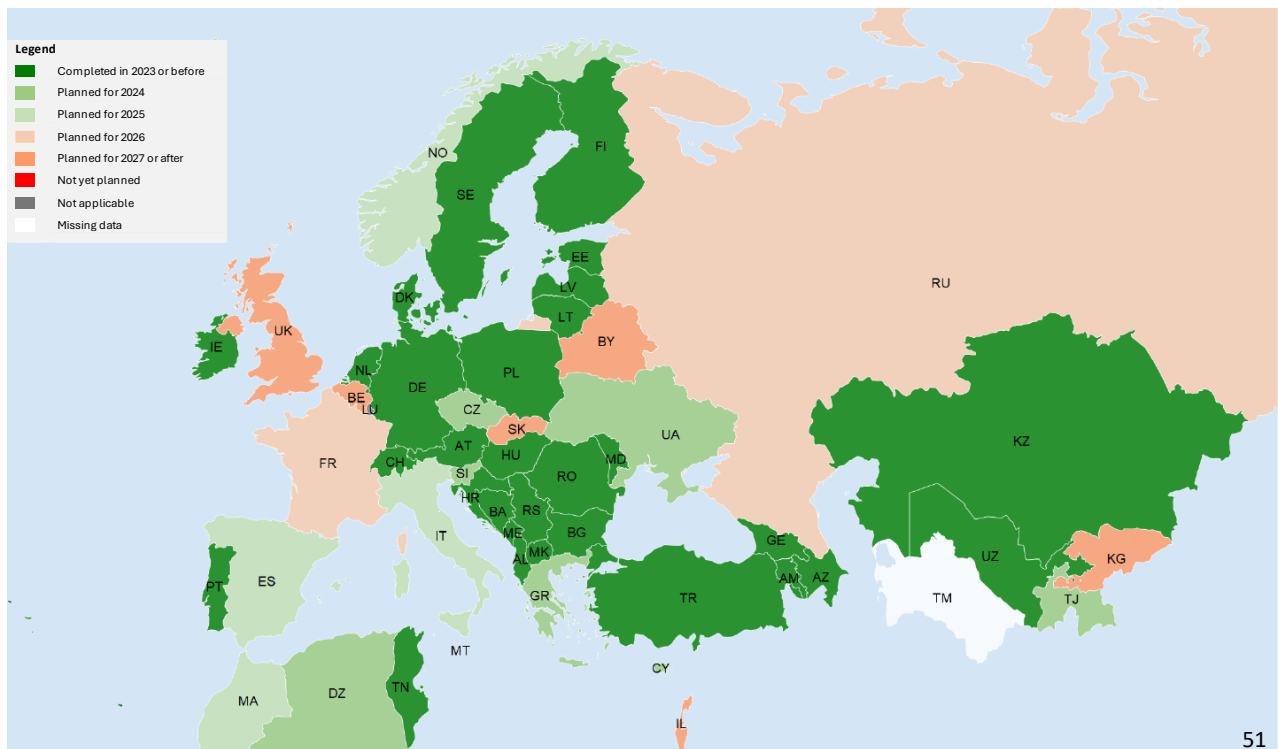 Legend
Completed in 2023 or before
Planned for 2024
Planned for 2025
Planned for 2026
Planned for 2027 or after
Not yet planned
Not applicable
Missing data
NO
FI
SE
EE
RU
LV
DK
LT
UK
BY
IE
NL
PL
DE
BE
LU
CZ
SK
UA
KZ
AT
HU
MD
FR
CH
SI
RO
HR
BA
RS
ME
BG
IT
GE
MK
AL
UZ
KG
PT
ES
AM
AZ
GR
TR
TM
TJ
MT
CY
TN
DZ
MA
IL
51